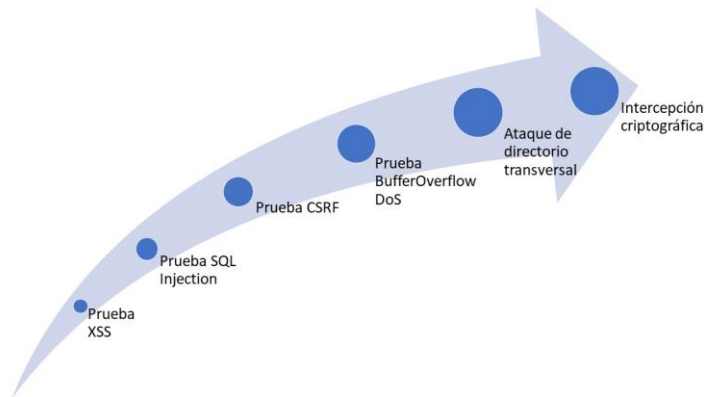 Prueba
XSS
Prueba SQL
Injection
Prueba CSRF
Prueba
BufferOverflow
DoS
Ataque de
directorio
transversal
Intercepción
criptográfica